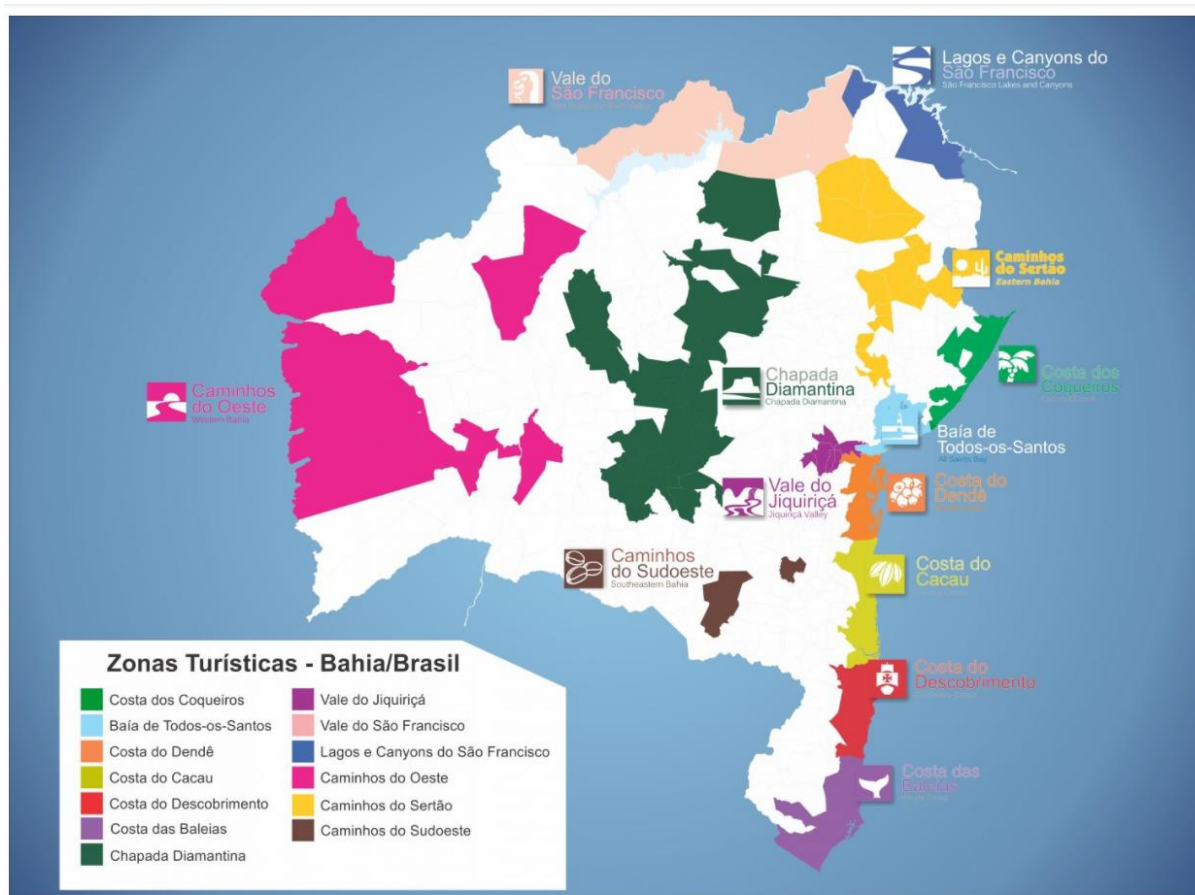 Lagos e Canyons do
São Francisco
São Francisco Lakes and Canyons
Vale do
São Francisco
Caminhos
do Sertão
Eastern Bahia
Costa dos
Coqueiros
Chapada
Diamantina
Chapada Diamantina
Caminhos
do Oeste
Western Bahia
Baía de
Todos-os-Santos
All Saints Bay
Vale do
Jiquiriçá
Jiquiriçá Valley
Costa do
Dendê
Caminhos
do Sudoeste
Southeastern Bahia
Costa do
Cacau
Costa do
Descobrimento
Costa das
Baleias
Zonas Turísticas - Bahia/Brasil
Costa dos Coqueiros
Baía de Todos-os-Santos
Costa do Dendê
Costa do Cacau
Costa do Descobrimento
Costa das Baleias
Chapada Diamantina
Vale do Jiquiriçá
Vale do São Francisco
Lagos e Canyons do São Francisco
Caminhos do Oeste
Caminhos do Sertão
Caminhos do Sudoeste